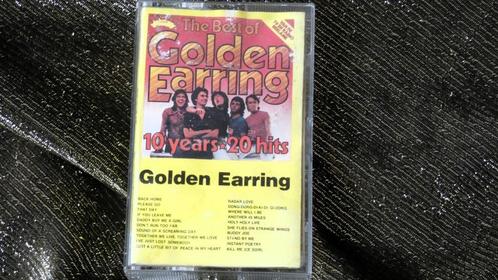 The Best of
Golden
Earring
10 years • 20 hits
Golden Earring
BACK HOME
PLEASE GO
THAT DAY
IF YOU LEAVE ME
DADDY BUY ME A GIRL
DON'T RUN TOO FAR
SOUND OF A SCREAMING DAY
TOGETHER WE LIVE, TOGETHER WE LOVE
I'VE JUST LOST SOMEBODY
JUST A LITTLE BIT OF PEACE IN MY HEART
RADAR LOVE
DONG-DONG-DI-KI-DI-GI-DONG
WHERE WILL I BE
ANOTHER 45 MILES
HOLY HOLY LIFE
SHE FLIES ON STRANGE WINGS
BUDDY JOE
STAND BY ME
INSTANT POETRY
KILL ME (CE SOIR)